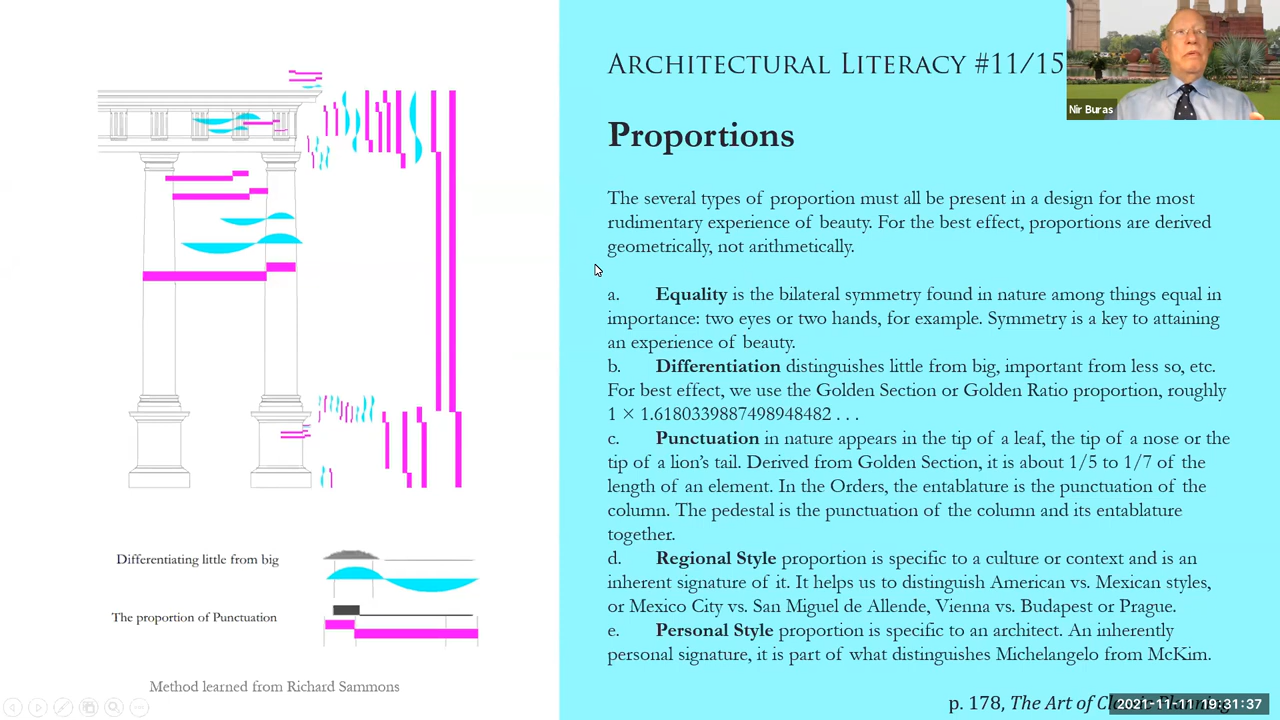 ARCHITECTURAL LITERACY #11/15
Nir Buras
Proportions
The several types of proportion must all be present in a design for the most
rudimentary experience of beauty. For the best effect, proportions are derived
geometrically, not arithmetically.
a. Equality is the bilateral symmetry found in nature among things equal in
importance: two eyes or two hands, for example. Symmetry is a key to attaining
an experience of beauty.
b. Differentiation distinguishes little from big, important from less so, etc.
For best effect, we use the Golden Section or Golden Ratio proportion, roughly
1 × 1.6180339887498948482 . . .
c. Punctuation in nature appears in the tip of a leaf, the tip of a nose or the
tip of a lion's tail. Derived from Golden Section, it is about 1/5 to 1/7 of the
length of an element. In the Orders, the entablature is the punctuation of the
column. The pedestal is the punctuation of the column and its entablature
together.
d. Regional Style proportion is specific to a culture or context and is an
inherent signature of it. It helps us to distinguish American vs. Mexican styles,
or Mexico City vs. San Miguel de Allende, Vienna vs. Budapest or Prague.
e. Personal Style proportion is specific to an architect. An inherently
personal signature, it is part of what distinguishes Michelangelo from McKim.
Differentiating little from big
The proportion of Punctuation
Method learned from Richard Sammons
p. 178, The Art of
2021-11-11 19:31:37